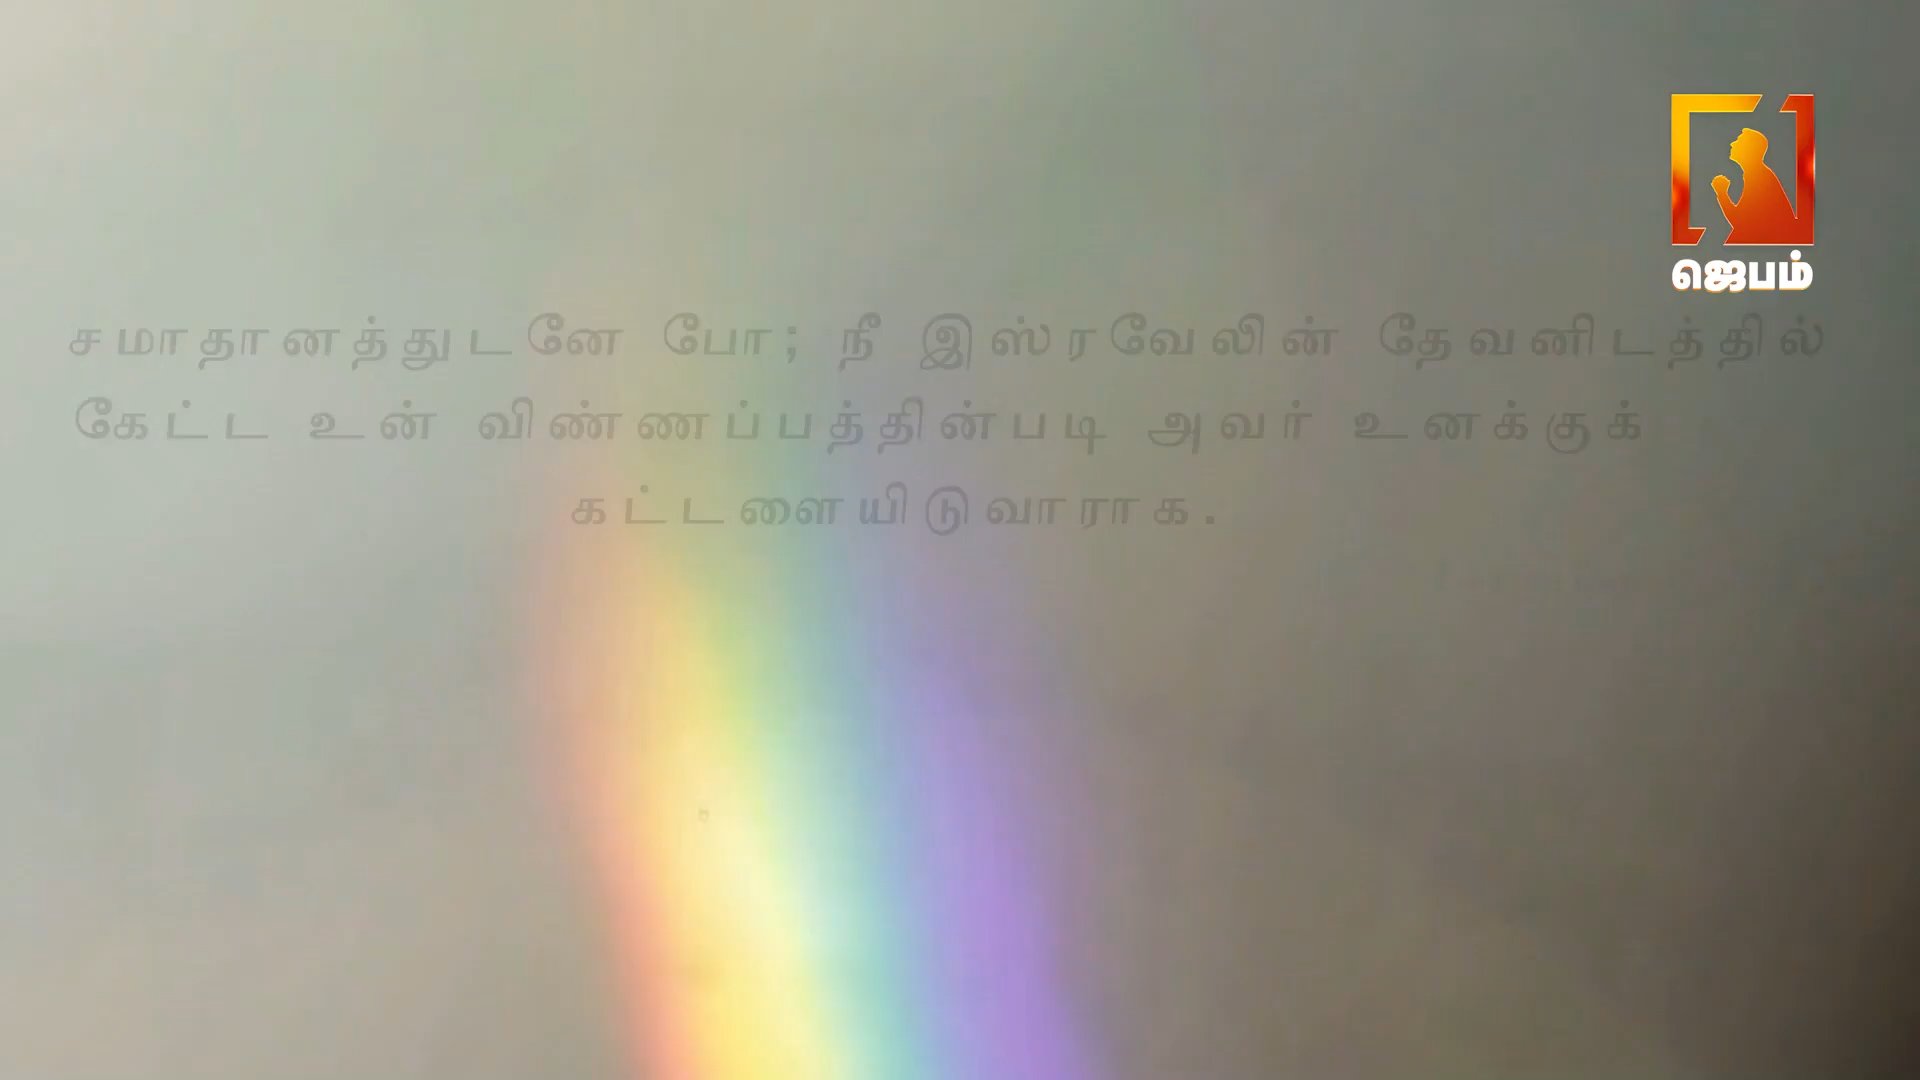 ஜெபம்
சமாதானத்துடனே போ; நீ இஸ்ரவேலின் தேவனிடத்தில்
கேட்ட உன் விண்ணப்பத்தின்படி அவர் உனக்குக்
கட்டளையிடுவாராக.